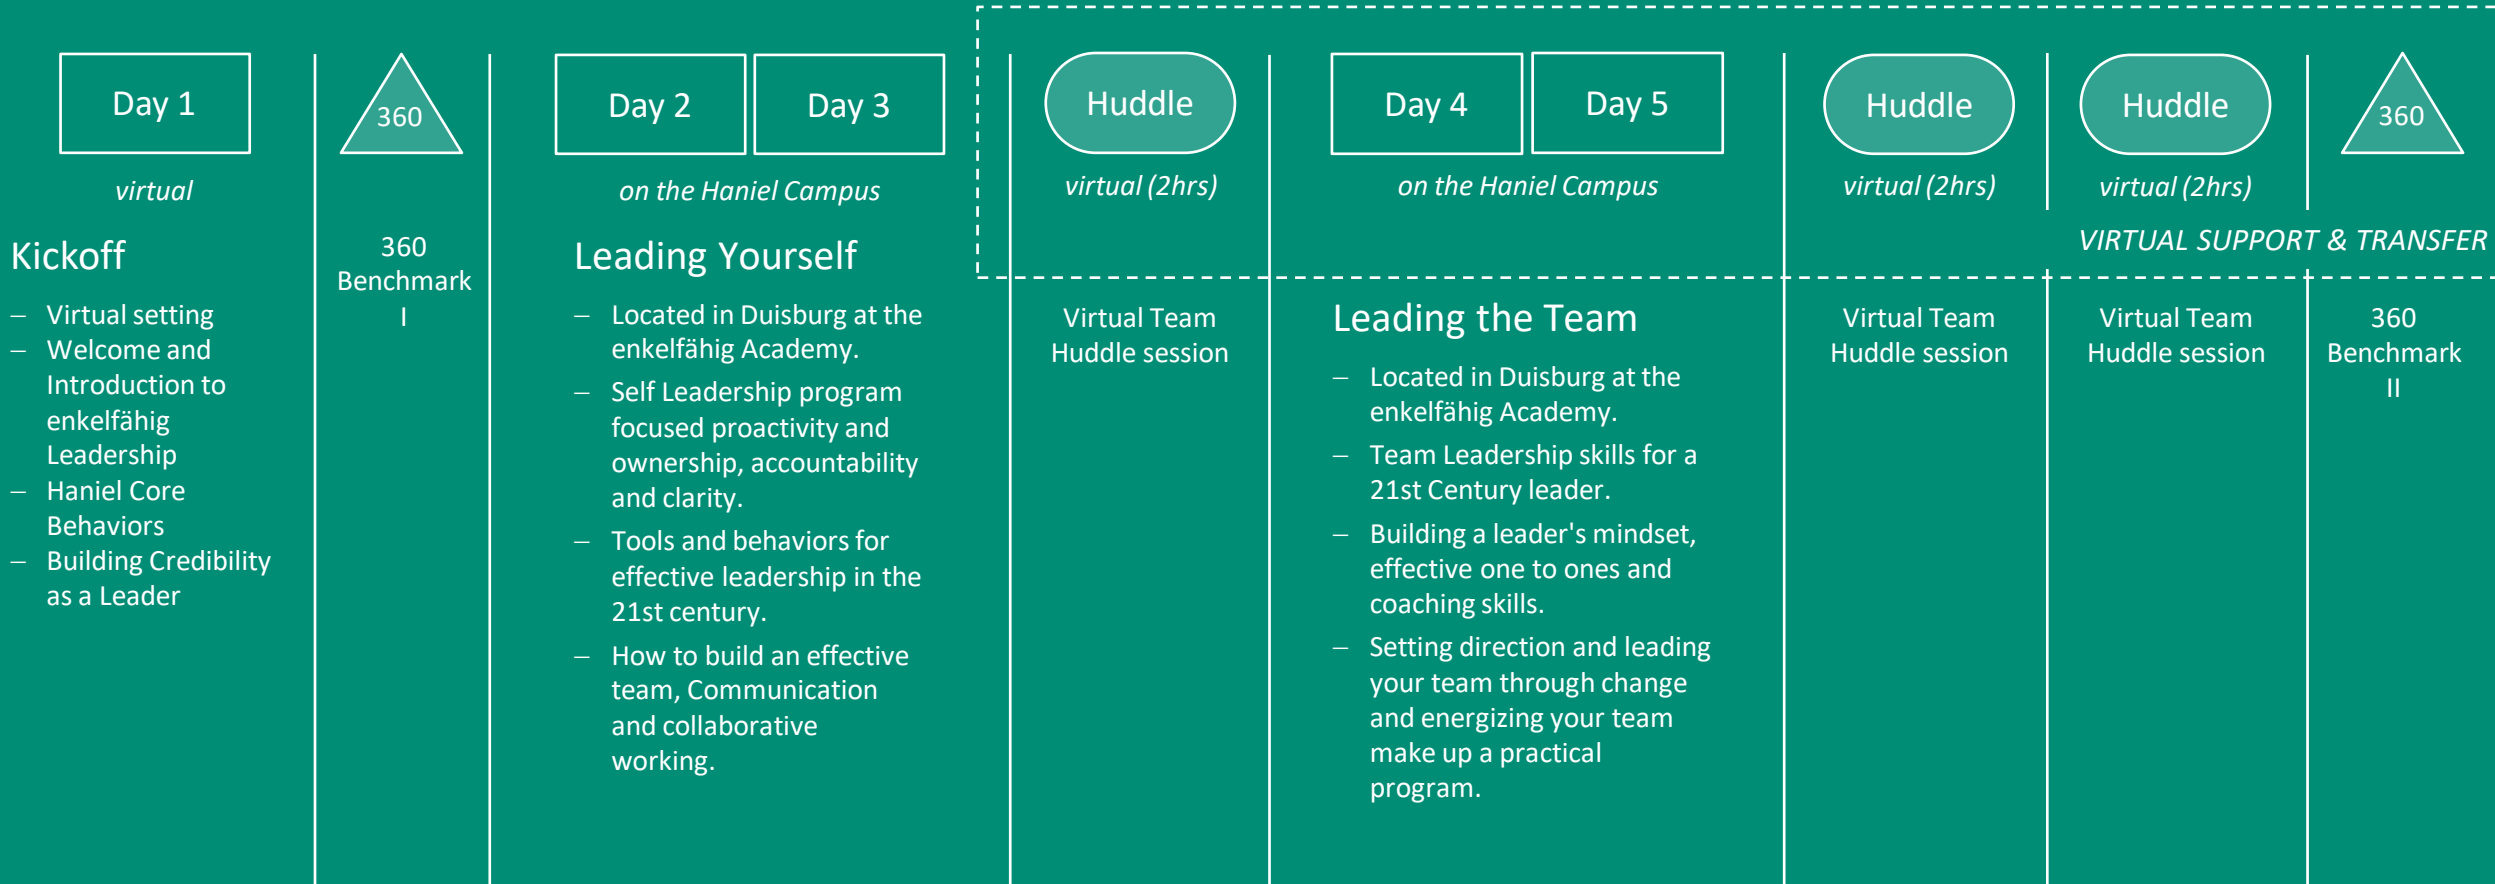 Day 1
virtual
Kickoff
– Virtual setting
– Welcome and
Introduction to
enkelfähig
Leadership
– Haniel Core
Behaviors
– Building Credibility
as a Leader
360
360
Benchmark
I
Day 2
Day 3
on the Haniel Campus
Leading Yourself
– Located in Duisburg at the
enkelfähig Academy.
– Self Leadership program
focused proactivity and
ownership, accountability
and clarity.
– Tools and behaviors for
effective leadership in the
21st century.
– How to build an effective
team, Communication
and collaborative
working.
Huddle
virtual (2hrs)
Virtual Team
Huddle session
Day 4
Day 5
on the Haniel Campus
Leading the Team
– Located in Duisburg at the
enkelfähig Academy.
– Team Leadership skills for a
21st Century leader.
– Building a leader's mindset,
effective one to ones and
coaching skills.
– Setting direction and leading
your team through change
and energizing your team
make up a practical
program.
Huddle
virtual (2hrs)
Virtual Team
Huddle session
Huddle
virtual (2hrs)
VIRTUAL SUPPORT & TRANSFER
Virtual Team
Huddle session
360
360
Benchmark
II